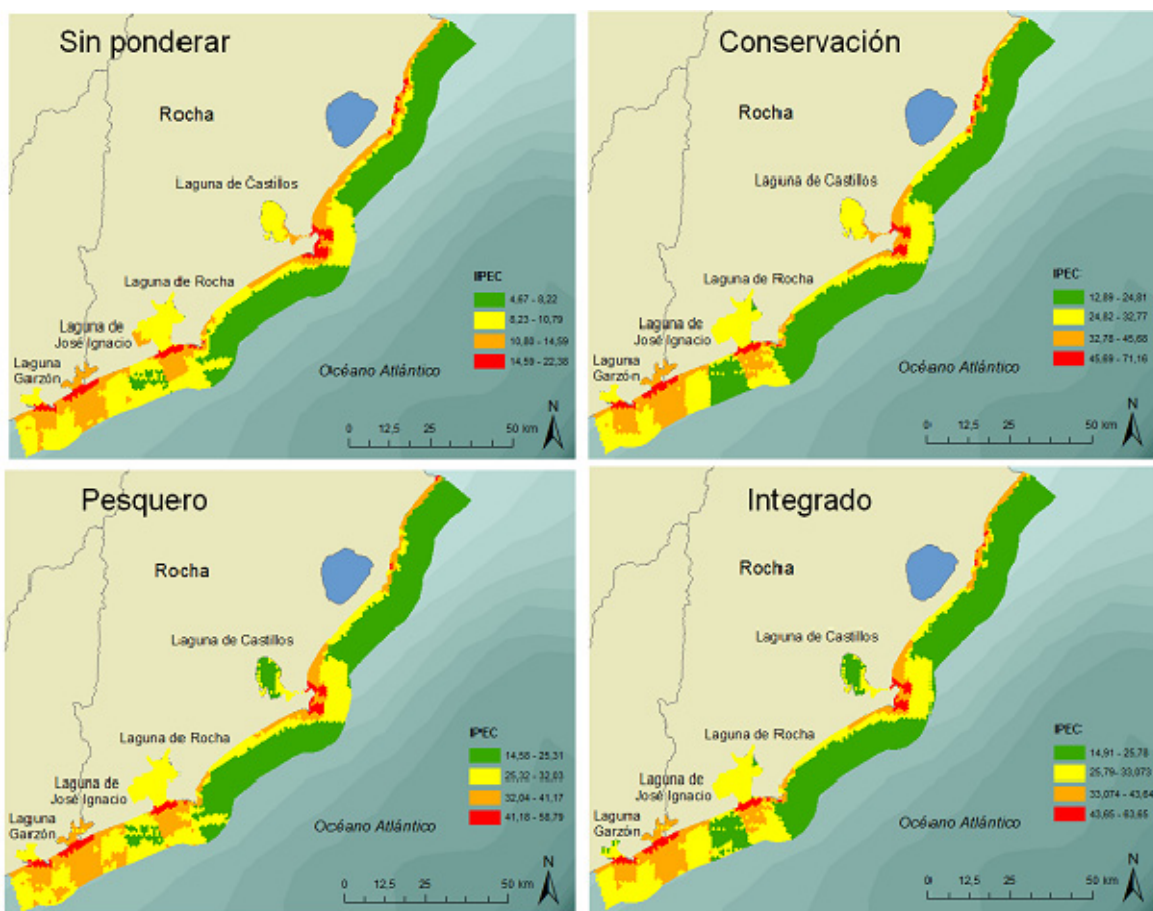 Sin ponderar
Rocha
Laguna de Castillos
Laguna de Rocha
Laguna de
José Ignacio
Laguna
Garzón
IPEC
4,67 - 8,22
8,23 - 10,79
10,80 - 14,59
14,59 - 22,38
Océano Atlántico
N
0 12,5 25 50 km
Conservación
Rocha
Laguna de Castillos
Laguna de Rocha
Laguna de
José Ignacio
Laguna
Garzón
IPEC
12,89 - 24,81
24,82 - 32,77
32,78 - 45,68
45,69 - 71,16
Océano Atlántico
N
0 12,5 25 50 km
Pesquero
Rocha
Laguna de Castillos
Laguna de Rocha
Laguna de
José Ignacio
Laguna
Garzón
IPEC
14,58 - 25,31
25,32 - 32,03
32,04 - 41,17
41,18 - 58,79
Océano Atlántico
N
0 12,5 25 50 km
Integrado
Rocha
Laguna de Castillos
Laguna de Rocha
Laguna de
José Ignacio
Laguna
Garzón
IPEC
14,91 - 25,78
25,79 - 33,073
33,074 - 43,64
43,65 - 63,65
Océano Atlántico
N
0 12,5 25 50 km